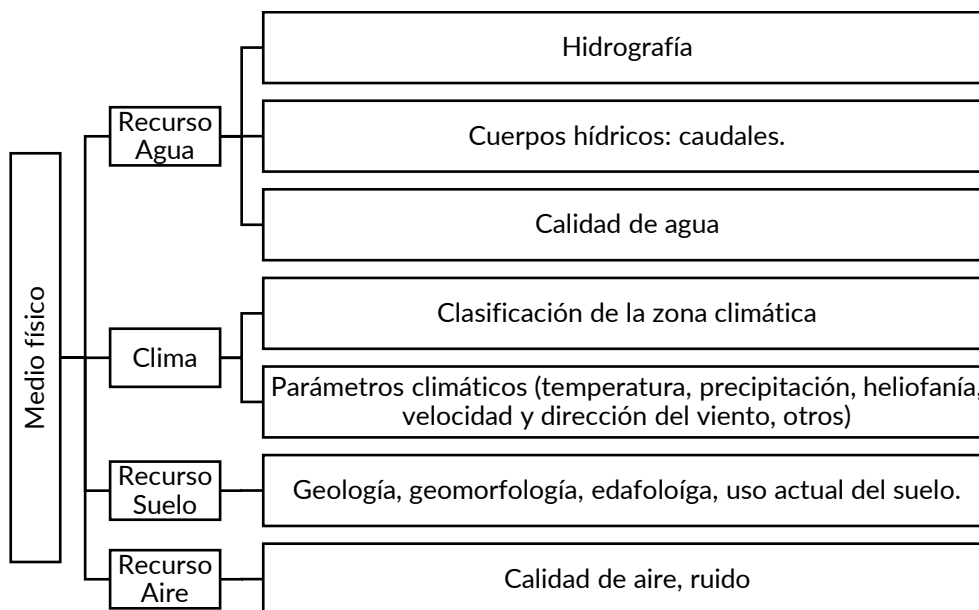 Medio físico
Recurso
Agua
Hidrografía
Cuerpos hídricos: caudales.
Calidad de agua
Clima
Clasificación de la zona climática
Parámetros climáticos (temperatura, precipitación, heliofanía,
velocidad y dirección del viento, otros)
Recurso
Suelo
Geología, geomorfología, edafoloíga, uso actual del suelo.
Recurso
Aire
Calidad de aire, ruido